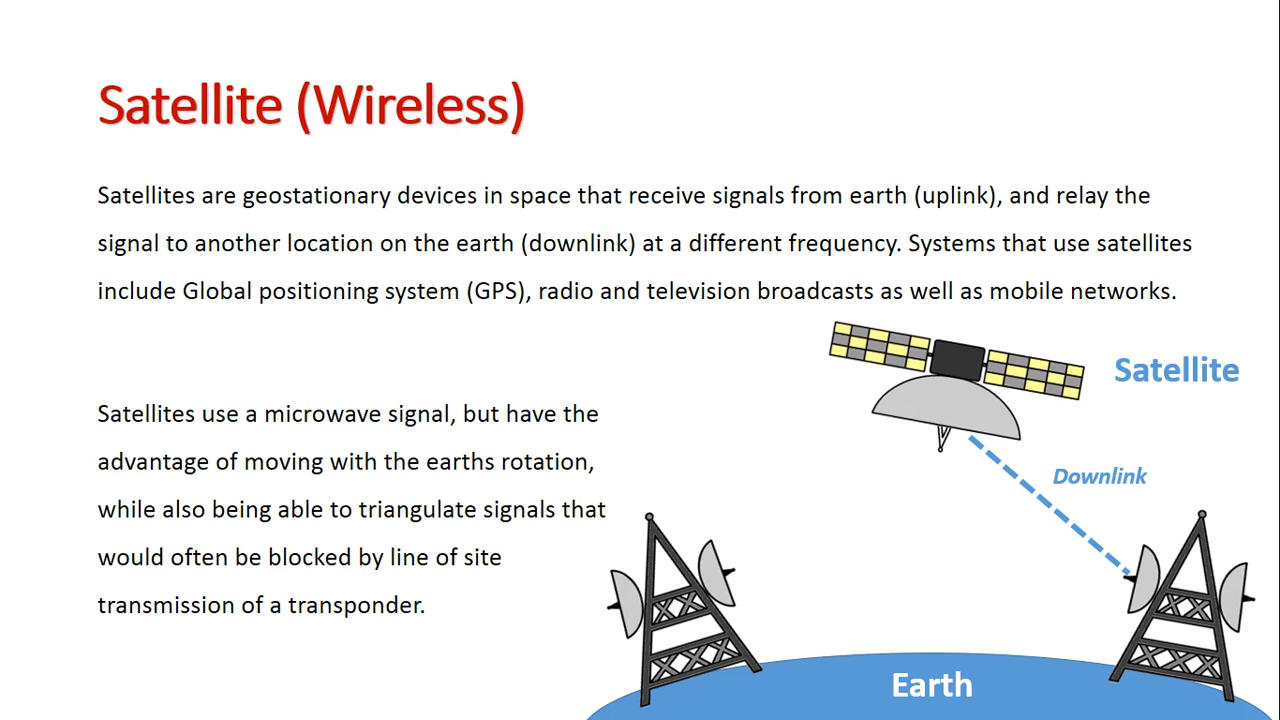 Satellite (Wireless)
Satellites are geostationary devices in space that receive signals from earth (uplink), and relay the
signal to another location on the earth (downlink) at a different frequency. Systems that use satellites
include Global positioning system (GPS), radio and television broadcasts as well as mobile networks.
Satellite
Satellites use a microwave signal, but have the
advantage of moving with the earths rotation,
while also being able to triangulate signals that
would often be blocked by line of site
transmission of a transponder.
Downlink
Earth